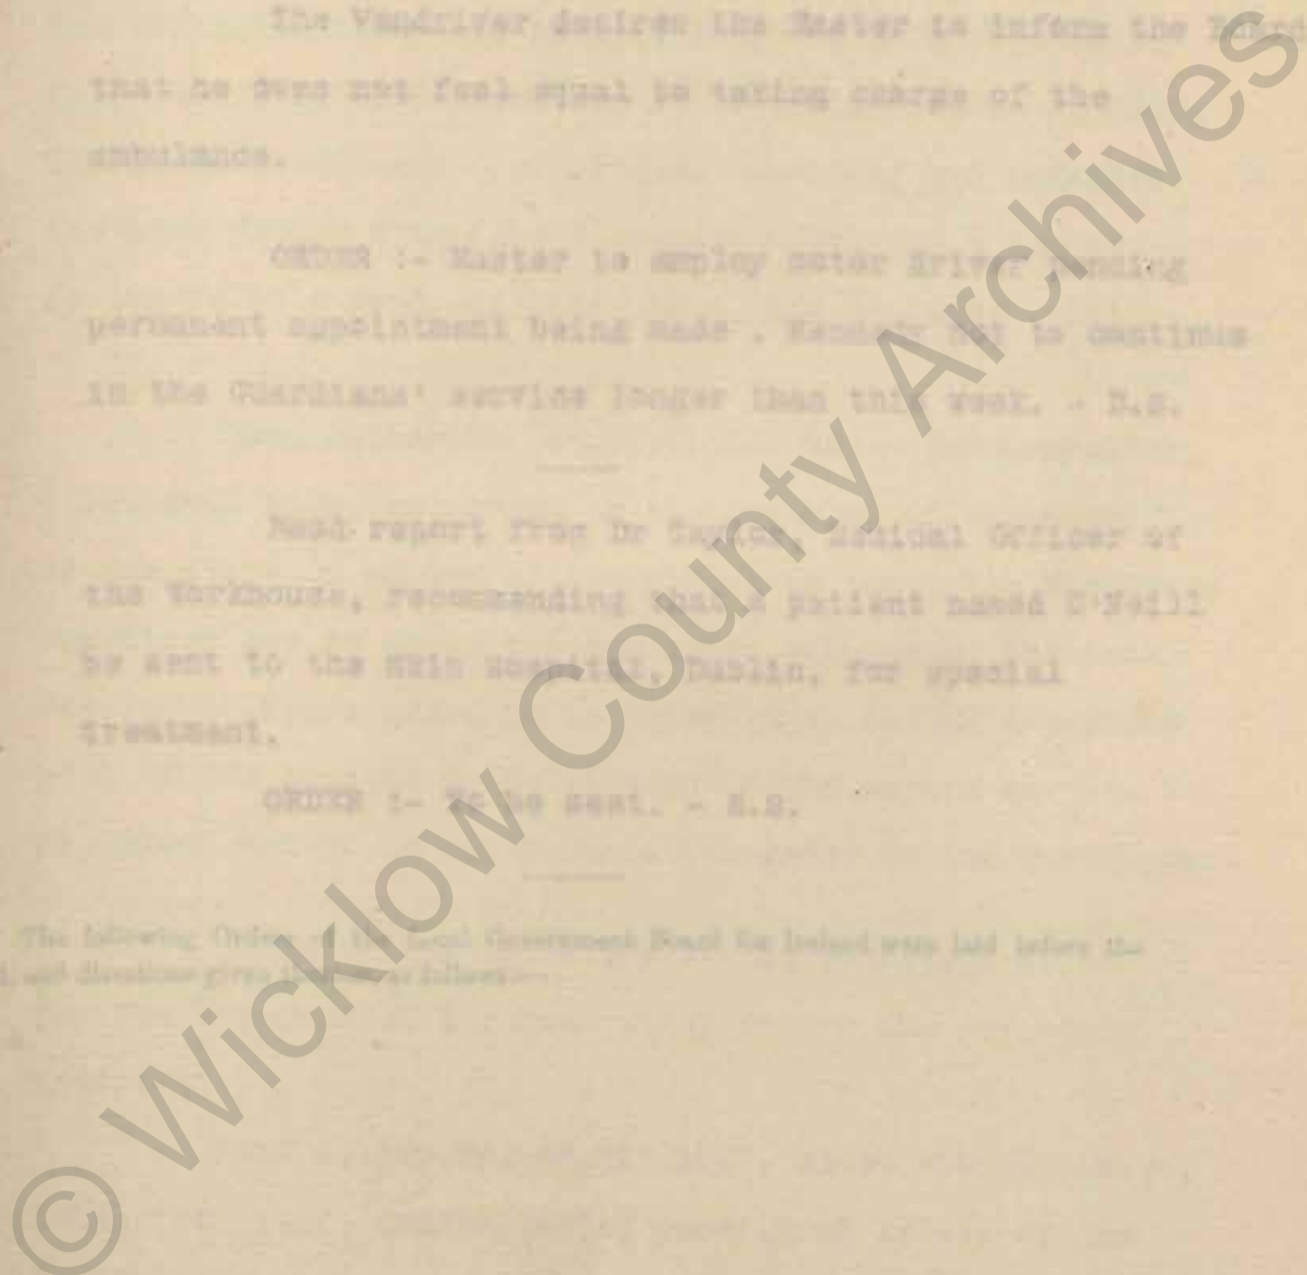 The Vandriver desires the Master to inform the Board
that he does not feel equal to taking charge of the
ambulance.
ORDER :- Master to employ motor driver pending
permanent appointment being made . Kennedy not to continue
in the Guardians' service longer than this week. - E.S.
Read report from Dr Taylor, Medical Officer of
the Workhouse, recommending that a patient named O'Neill
be sent to the Skin Hospital, Dublin, for special
treatment.
ORDER :- To be sent. - E.S.
The following Orders of the Local Government Board for Ireland were laid before the
and directions given thereon as follows:—
© Wicklow County Archives